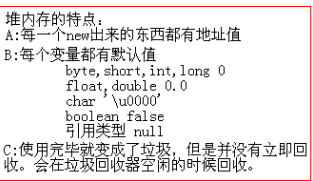 堆内存的特点：
A:每一个new出来的东西都有地址值
B:每个变量都有默认值
byte,short,int,long 0
float,double 0.0
char '\u0000'
boolean false
引用类型 null
C:使用完毕就变成了垃圾，但是并没有立即回
收。会在垃圾回收器空闲的时候回收。